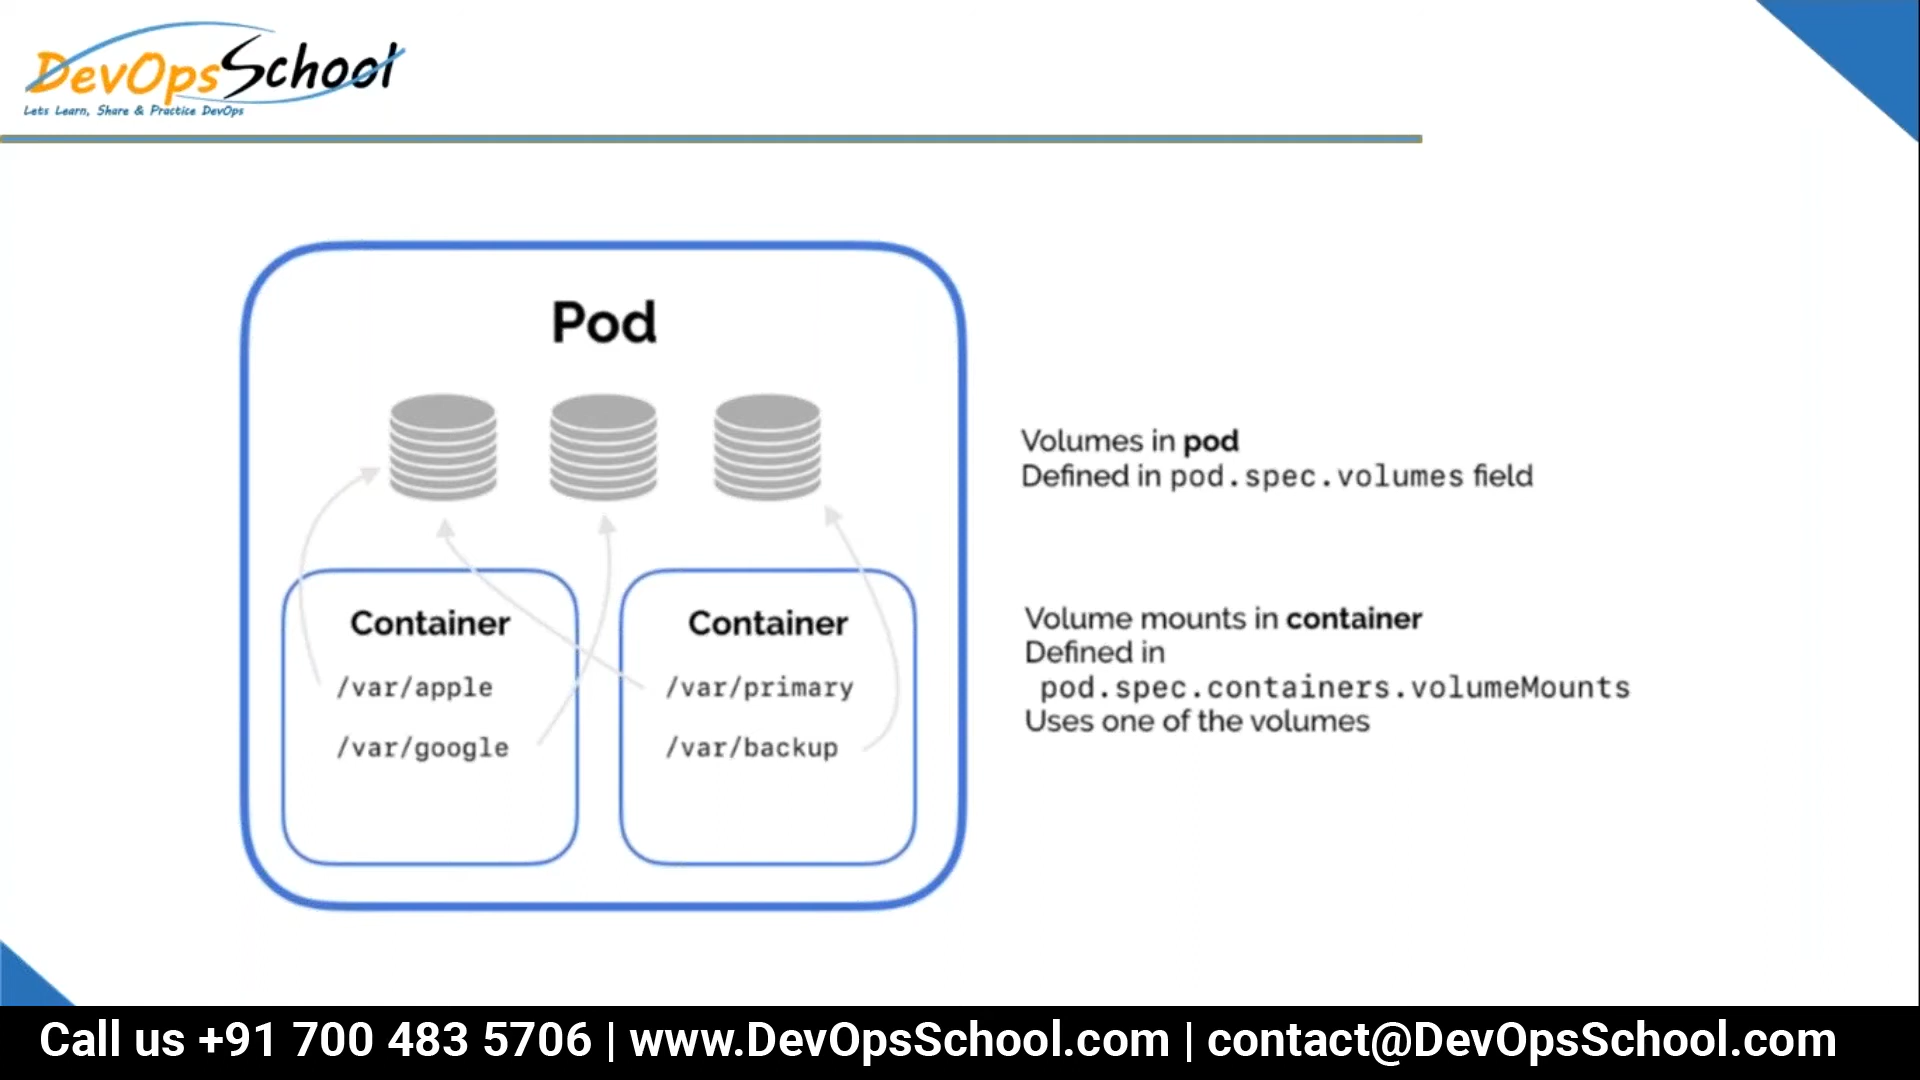 DevOpsSchool
Lets Learn, Share & Practice DevOps
Pod
Volumes in pod
Defined in pod.spec.volumes field
Container
/var/apple
/var/google
Container
/var/primary
/var/backup
Volume mounts in container
Defined in
pod.spec.containers.volumeMounts
Uses one of the volumes
Call us +91 700 483 5706 | www.DevOpsSchool.com | contact@DevOpsSchool.com